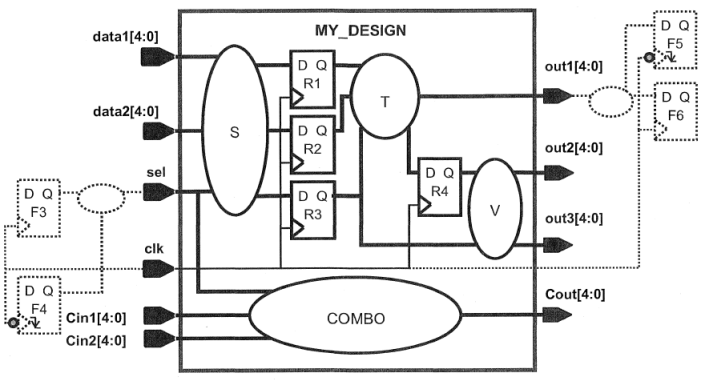 MY_DESIGN
data1[4:0]
data2[4:0]
sel
clk
Cin1[4:0]
Cin2[4:0]
D Q
F3
D Q
F4
S
D Q
R1
D Q
R2
D Q
R3
T
D Q
R4
V
COMBO
out1[4:0]
out2[4:0]
out3[4:0]
Cout[4:0]
D Q
F5
D Q
F6